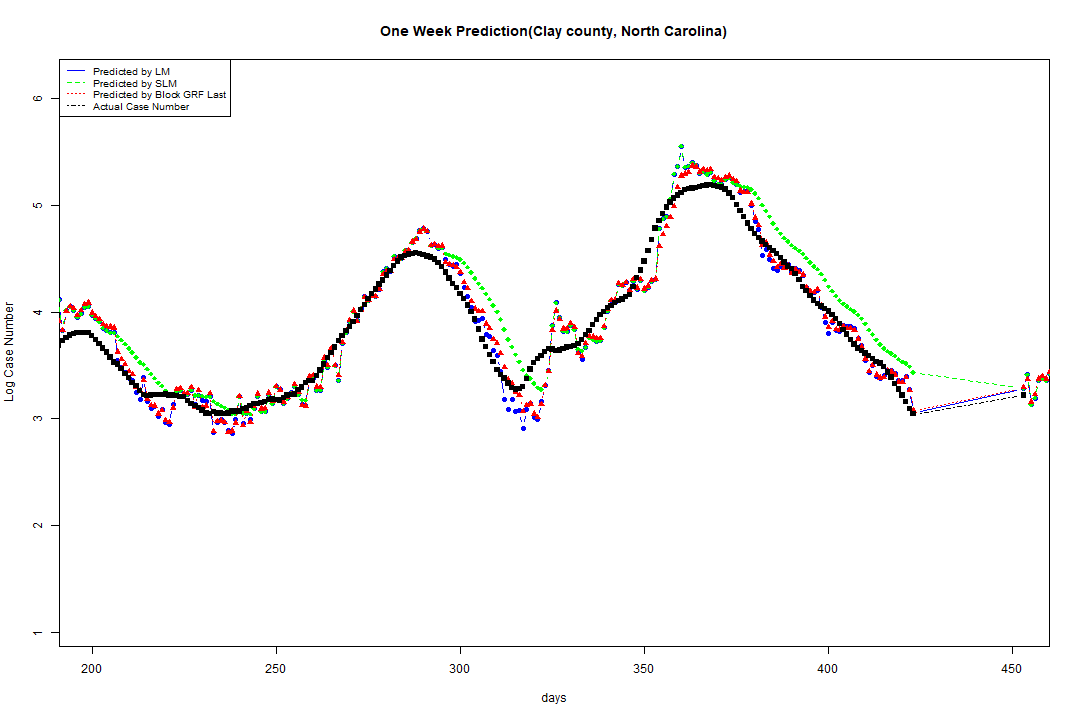 One Week Prediction(Clay county, North Carolina)
Predicted by LM
Predicted by SLM
Predicted by Block GRF Last
Actual Case Number
6
5
4
3
2
1
Log Case Number
200 250 300 350 400 450
days